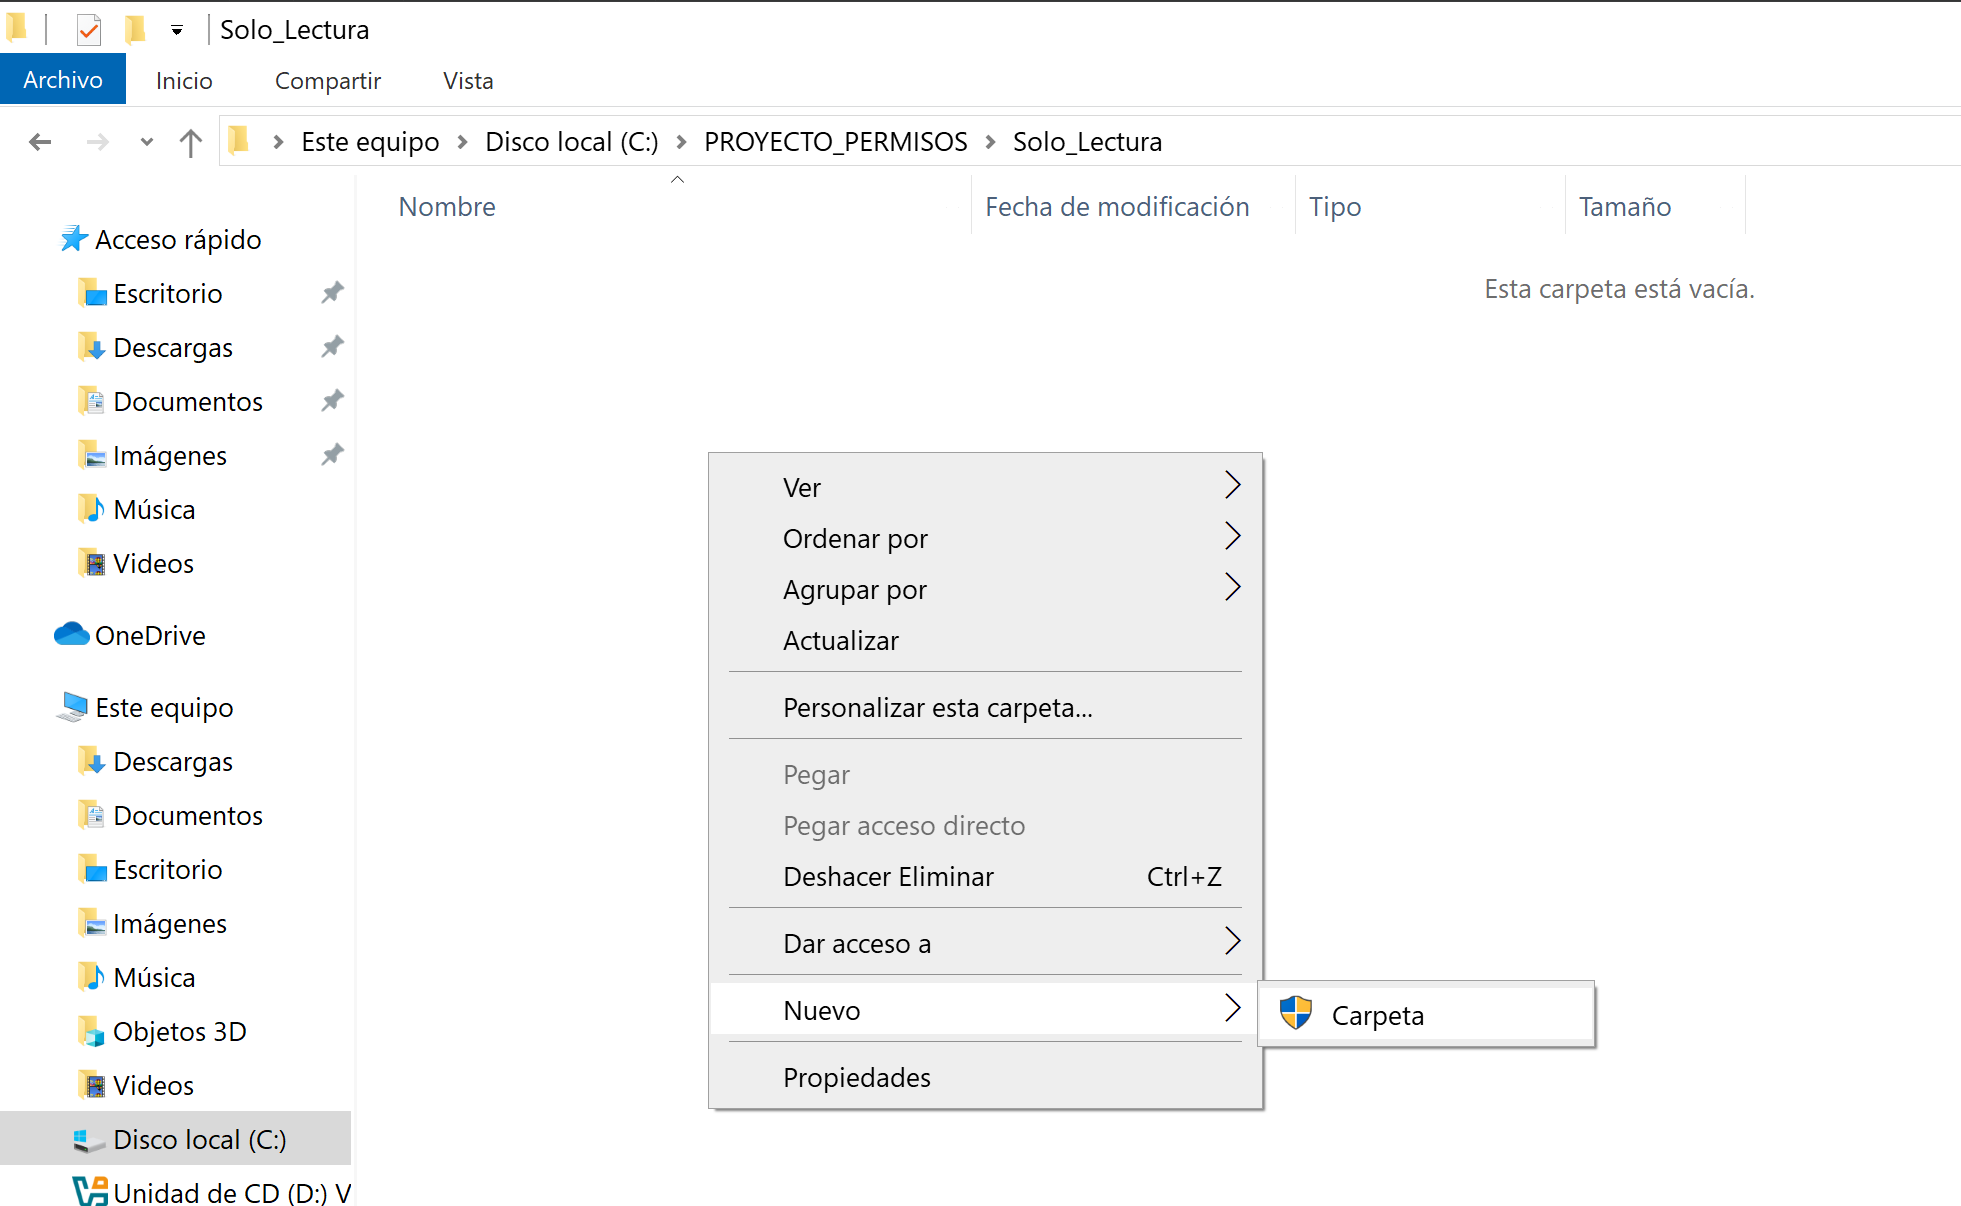 Solo_Lectura
Archivo Inicio Compartir Vista
Este equipo Disco local (C:) PROYECTO_PERMISOS Solo_Lectura
Nombre Fecha de modificación Tipo Tamaño
Esta carpeta está vacía.
Acceso rápido
Escritorio
Descargas
Documentos
Imágenes
Música
Videos
OneDrive
Este equipo
Descargas
Documentos
Escritorio
Imágenes
Música
Objetos 3D
Videos
Disco local (C:)
Unidad de CD (D:) V
Ver
Ordenar por
Agrupar por
Actualizar
Personalizar esta carpeta...
Pegar
Pegar acceso directo
Deshacer Eliminar Ctrl+Z
Dar acceso a
Nuevo
Carpeta
Propiedades